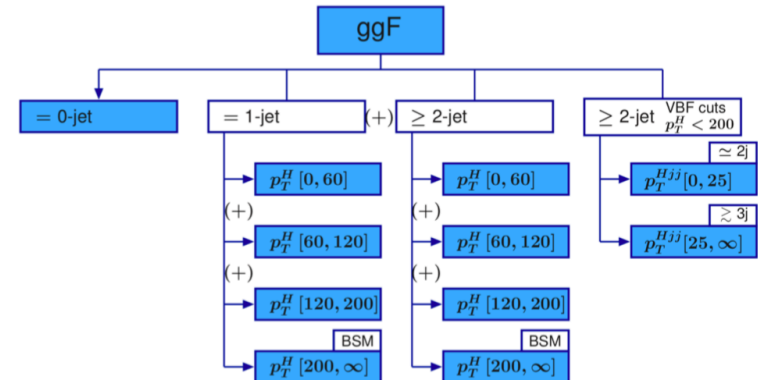 ggF
= 0-jet
= 1-jet
(+)
≥ 2-jet
≥ 2-jet VBF cuts p_T^H < 200
≃ 2j
p_T^H [0, 60]
p_T^H [0, 60]
p_T^{Hjj} [0, 25]
(+)
(+)
≳ 3j
p_T^H [60, 120]
p_T^H [60, 120]
p_T^{Hjj} [25, ∞]
(+)
(+)
p_T^H [120, 200]
p_T^H [120, 200]
BSM
BSM
p_T^H [200, ∞]
p_T^H [200, ∞]